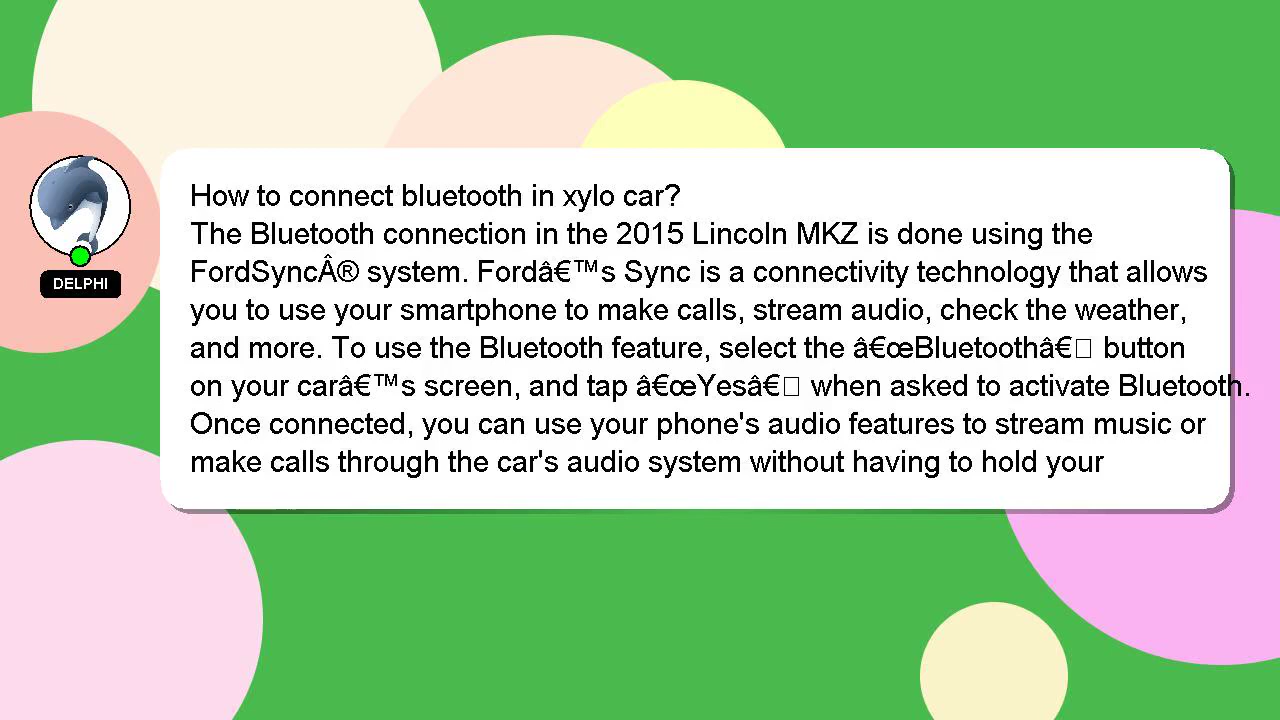 How to connect bluetooth in xylo car?
The Bluetooth connection in the 2015 Lincoln MKZ is done using the
FordSyncÂ® system. Fordâ€™s Sync is a connectivity technology that allows
you to use your smartphone to make calls, stream audio, check the weather,
and more. To use the Bluetooth feature, select the â€œBluetoothâ€□ button
on your carâ€™s screen, and tap â€œYesâ€□ when asked to activate Bluetooth.
Once connected, you can use your phone's audio features to stream music or
make calls through the car's audio system without having to hold your
DELPHI